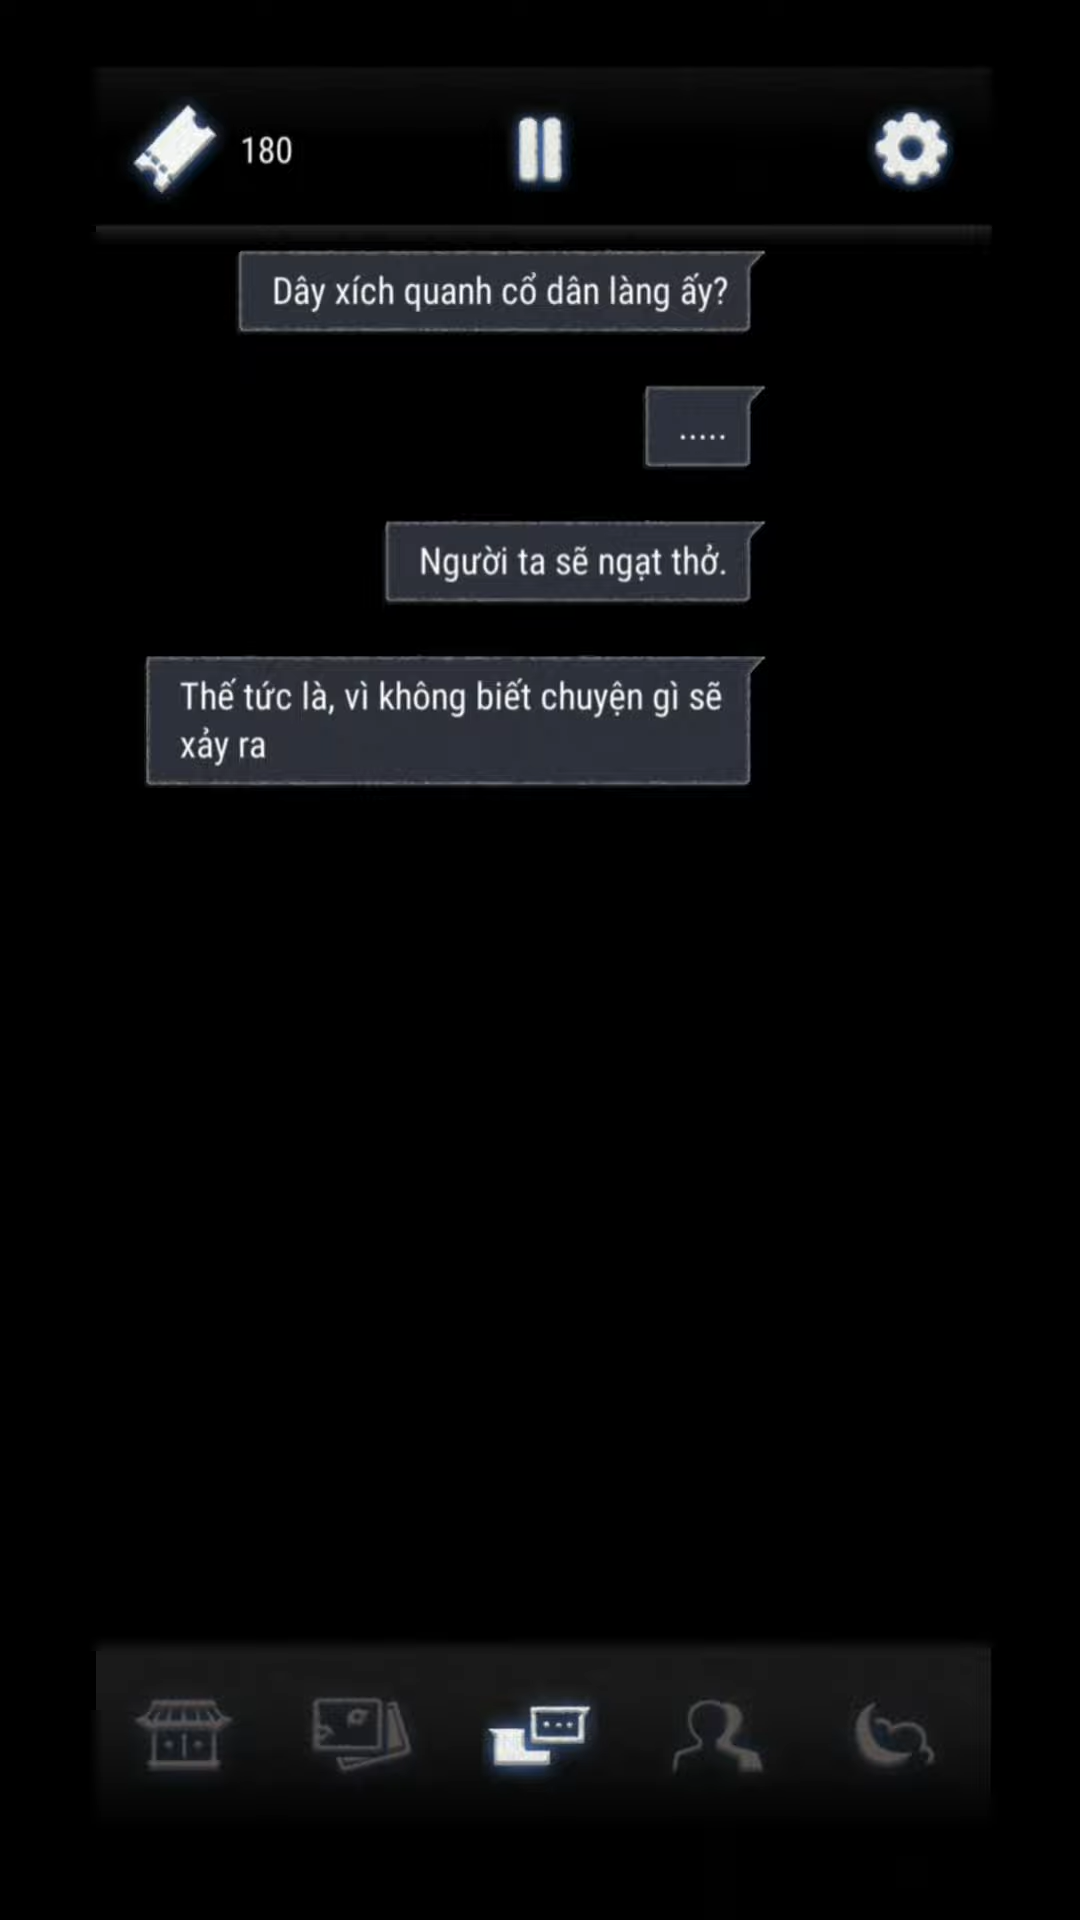 180
Dây xích quanh cổ dân làng ấy?
.....
Người ta sẽ ngạt thở.
Thế tức là, vì không biết chuyện gì sẽ
xảy ra